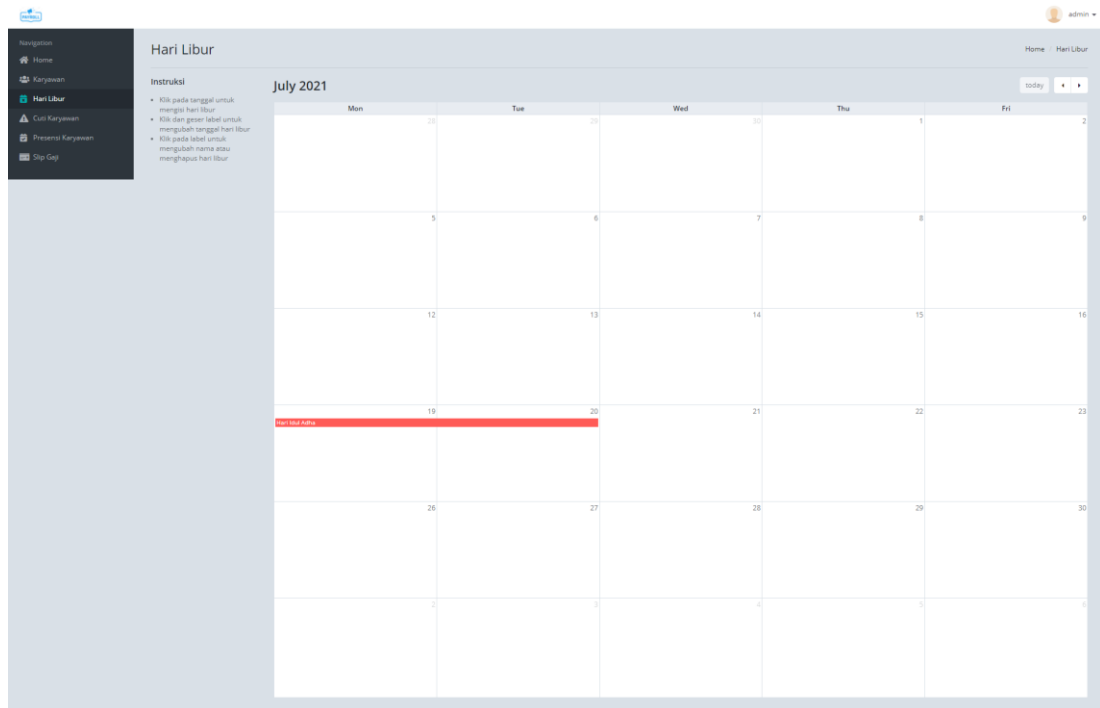 PAYROLL
admin
Navigation
Home
Karyawan
Hari Libur
Cuti Karyawan
Presensi Karyawan
Slip Gaji
Hari Libur
Home / Hari Libur
Instruksi
Klik pada tanggal untuk
mengisi hari libur
Klik dan geser label untuk
mengubah tanggal hari libur
Klik pada label untuk
mengubah nama atau
menghapus hari libur
July 2021
today
Mon Tue Wed Thu Fri
28 29 30 1 2
5 6 7 8 9
12 13 14 15 16
19 20 21 22 23
Hari Idul Adha
26 27 28 29 30
2 3 4 5 6